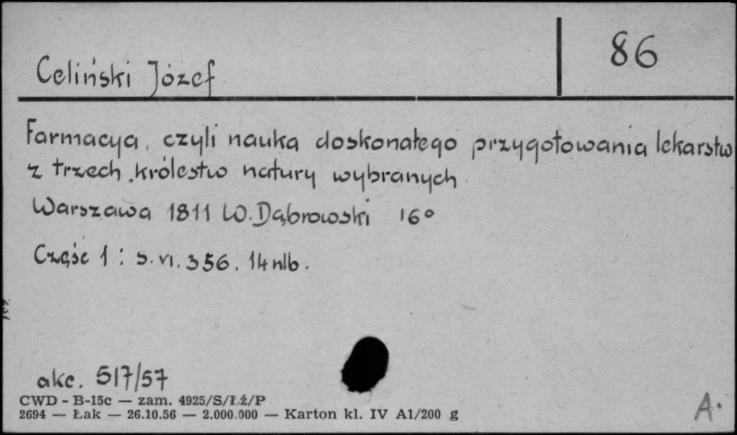 86
Celiński Józef
Farmacya, czyli nauka doskonałego przygotowania lekarstw
z trzech królestw natury wybranych
Warszawa 1811 W. Dąbrowski 16°
Część 1: s. VI. 356. 14 nlb.
akc. 517/57
CWD - B-15c — zam. 4925/S/Łż/P
2694 — Łak — 26.10.56 — 2.000.000 — Karton kl. IV A1/200 g
A.